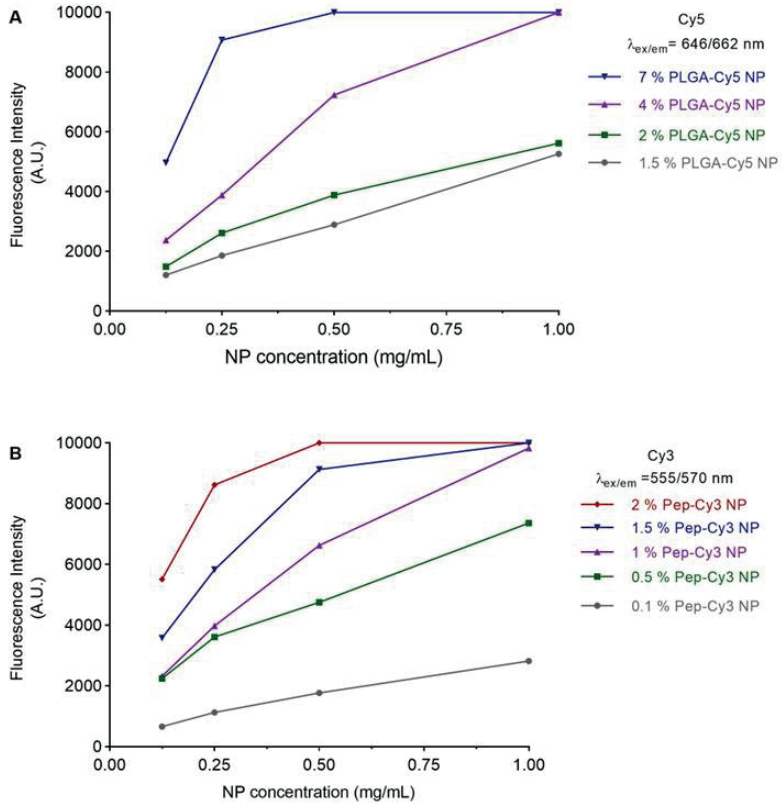 A
Cy5
λex/em= 646/662 nm
7 % PLGA-Cy5 NP
4 % PLGA-Cy5 NP
2 % PLGA-Cy5 NP
1.5 % PLGA-Cy5 NP
Fluorescence Intensity
(A.U.)
10000
8000
6000
4000
2000
0
0.00 0.25 0.50 0.75 1.00
NP concentration (mg/mL)
B
Cy3
λex/em =555/570 nm
2 % Pep-Cy3 NP
1.5 % Pep-Cy3 NP
1 % Pep-Cy3 NP
0.5 % Pep-Cy3 NP
0.1 % Pep-Cy3 NP
Fluorescence Intensity
(A.U.)
10000
8000
6000
4000
2000
0
0.00 0.25 0.50 0.75 1.00
NP concentration (mg/mL)